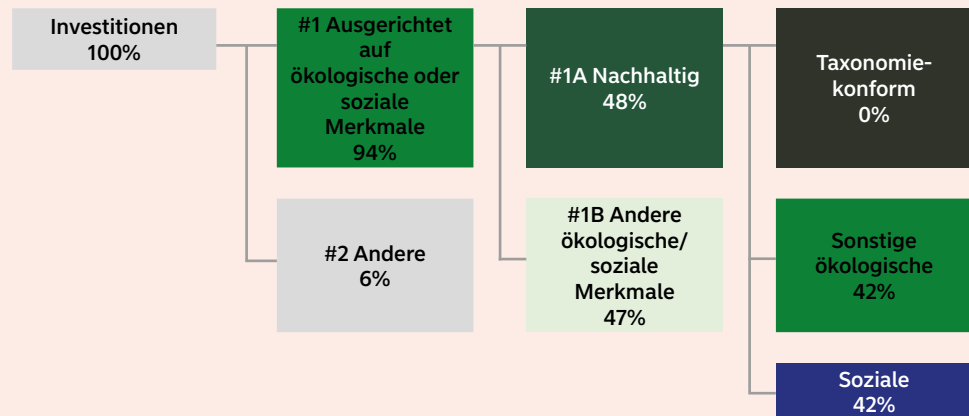 Investitionen
100%
#1 Ausgerichtet
auf
ökologische oder
soziale
Merkmale
94%
#1A Nachhaltig
48%
Taxonomie-
konform
0%
#2 Andere
6%
#1B Andere
ökologische/
soziale
Merkmale
47%
Sonstige
ökologische
42%
Soziale
42%